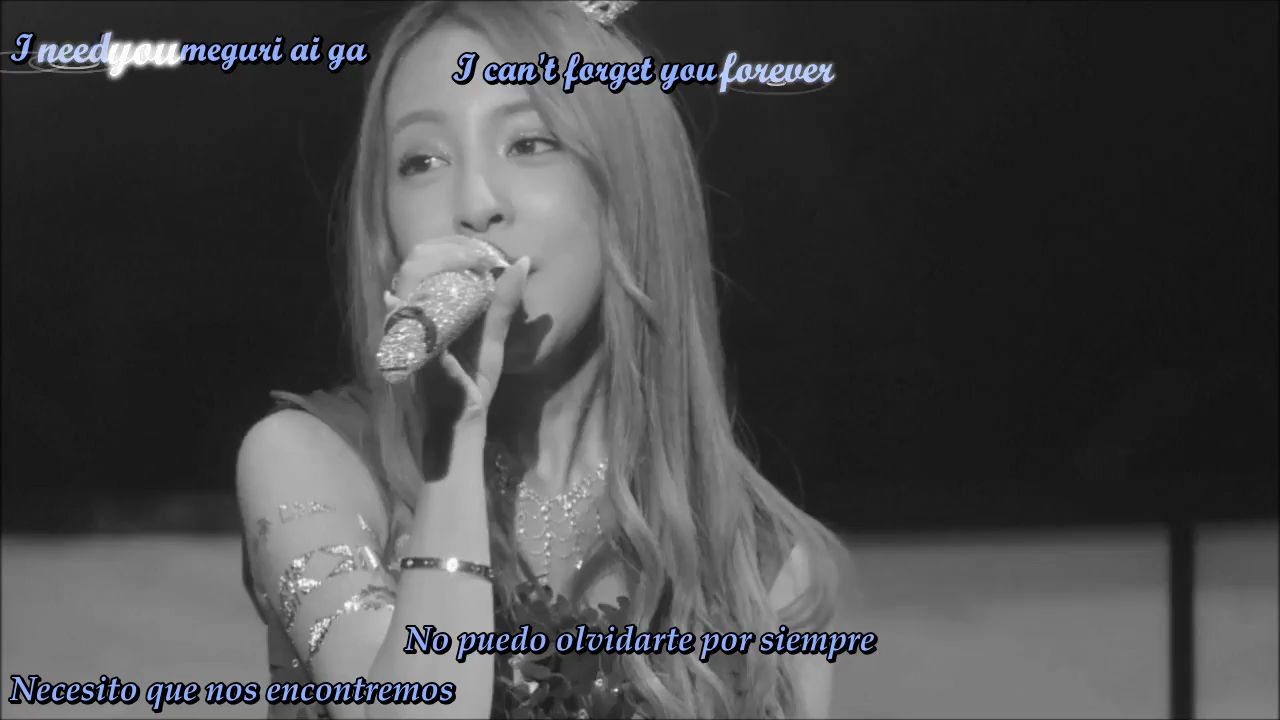 I need you meguri ai ga
I can't forget you forever
No puedo olvidarte por siempre
Necesito que nos encontremos